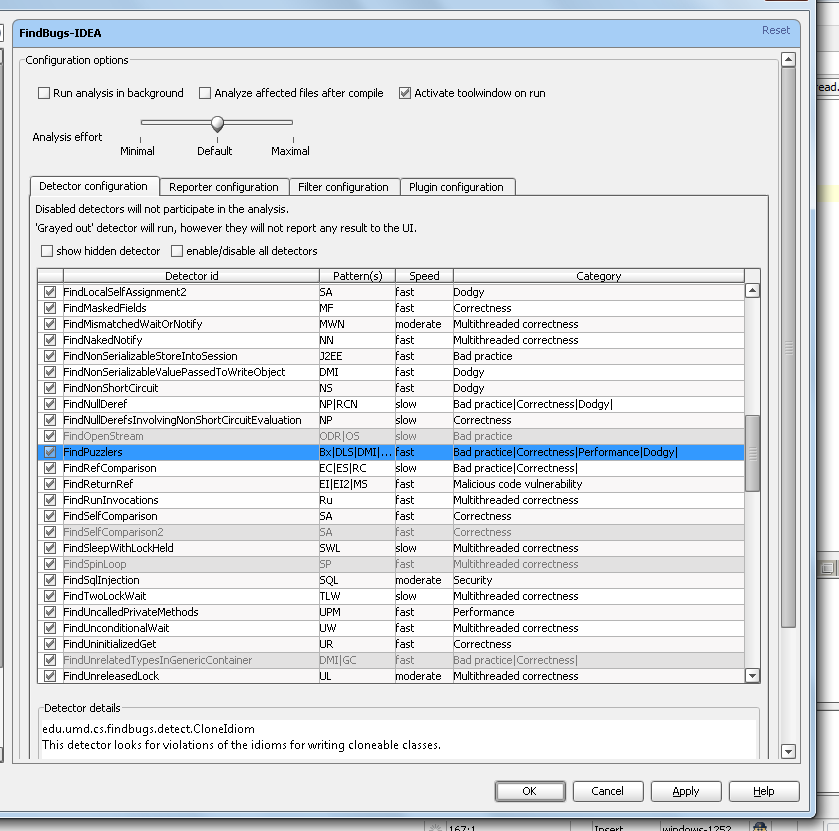 FindBugs-IDEA
Reset
Configuration options
Run analysis in background Analyze affected files after compile Activate toolwindow on run
Analysis effort
Minimal Default Maximal
Detector configuration Reporter configuration Filter configuration Plugin configuration
Disabled detectors will not participate in the analysis.
'Grayed out' detector will run, however they will not report any result to the UI.
show hidden detector enable/disable all detectors
Detector id Pattern(s) Speed Category
FindLocalSelfAssignment2 SA fast Dodgy
FindMaskedFields MF fast Correctness
FindMismatchedWaitOrNotify MWN moderate Multithreaded correctness
FindNakedNotify NN fast Multithreaded correctness
FindNonSerializableStoreIntoSession J2EE fast Bad practice
FindNonSerializableValuePassedToWriteObject DMI fast Dodgy
FindNonShortCircuit NS fast Dodgy
FindNullDeref NP|RCN slow Bad practice|Correctness|Dodgy|
FindNullDerefsInvolvingNonShortCircuitEvaluation NP slow Correctness
FindOpenStream ODR|OS slow Bad practice
FindPuzzlers Bx|DLS|DMI|... fast Bad practice|Correctness|Performance|Dodgy|
FindRefComparison EC|ES|RC slow Bad practice|Correctness|
FindReturnRef EI|EI2|MS fast Malicious code vulnerability
FindRunInvocations Ru fast Multithreaded correctness
FindSelfComparison SA fast Correctness
FindSelfComparison2 SA fast Correctness
FindSleepWithLockHeld SWL slow Multithreaded correctness
FindSpinLoop SP fast Multithreaded correctness
FindSqlInjection SQL moderate Security
FindTwoLockWait TLW slow Multithreaded correctness
FindUncalledPrivateMethods UPM fast Performance
FindUnconditionalWait UW fast Multithreaded correctness
FindUninitializedGet UR fast Correctness
FindUnrelatedTypesInGenericContainer DMI|GC fast Bad practice|Correctness|
FindUnreleasedLock UL moderate Multithreaded correctness
Detector details
edu.umd.cs.findbugs.detect.CloneIdiom
This detector looks for violations of the idioms for writing cloneable classes.
OK Cancel Apply Help
167:1 Insert windows-1252